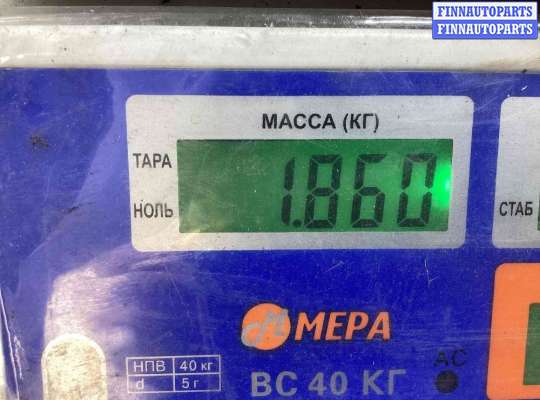 FINNAUTOPARTS
FINNAUTOPARTS
МАССА (КГ)
ТАРА
1.860
НОЛЬ
СТАБ
МЕРА
НПВ 40 кг
d 5 г
ВС 40 КГ
AC